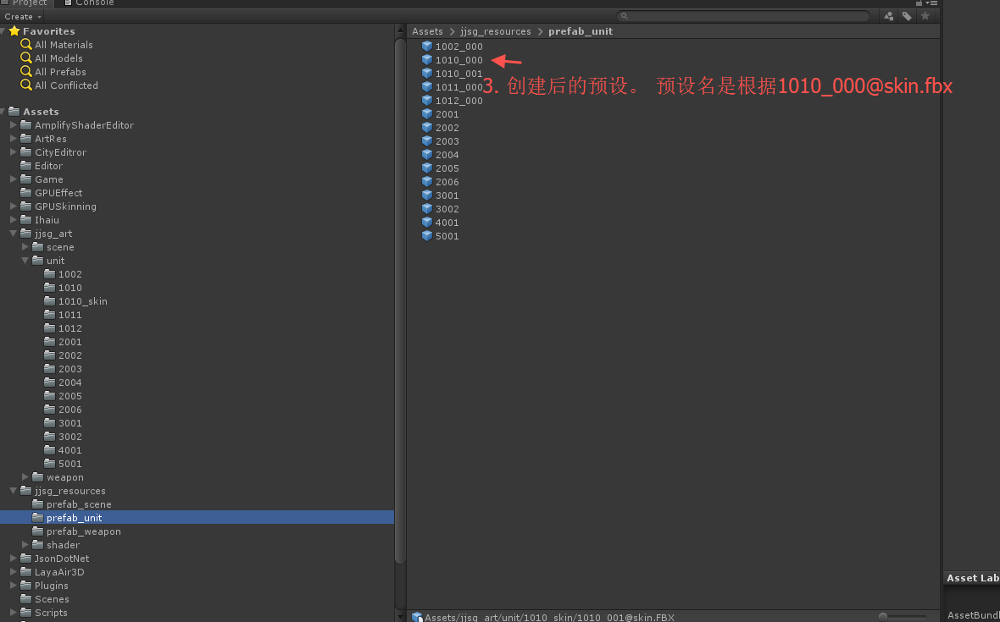 Project
Console
Create
Favorites
All Materials
All Models
All Prefabs
All Conflicted
Assets
AmplifyShaderEditor
ArtRes
CityEditror
Editor
Game
GPUEffect
GPUSkinning
Ihaiu
jjsg_art
scene
unit
1002
1010
1010_skin
1011
1012
2001
2002
2003
2004
2005
2006
3001
3002
4001
5001
weapon
jjsg_resources
prefab_scene
prefab_unit
prefab_weapon
shader
JsonDotNet
LayaAir3D
Plugins
Scenes
Scripts
Assets > jjsg_resources > prefab_unit
1002_000
1010_000
1010_001
1011_000
3. 创建后的预设。 预设名是根据1010_000@skin.fbx
1012_000
2001
2002
2003
2004
2005
2006
3001
3002
4001
5001
Assets/jjsg_art/unit/1010_skin/1010_001@skin.FBX
Asset Lab
AssetBund